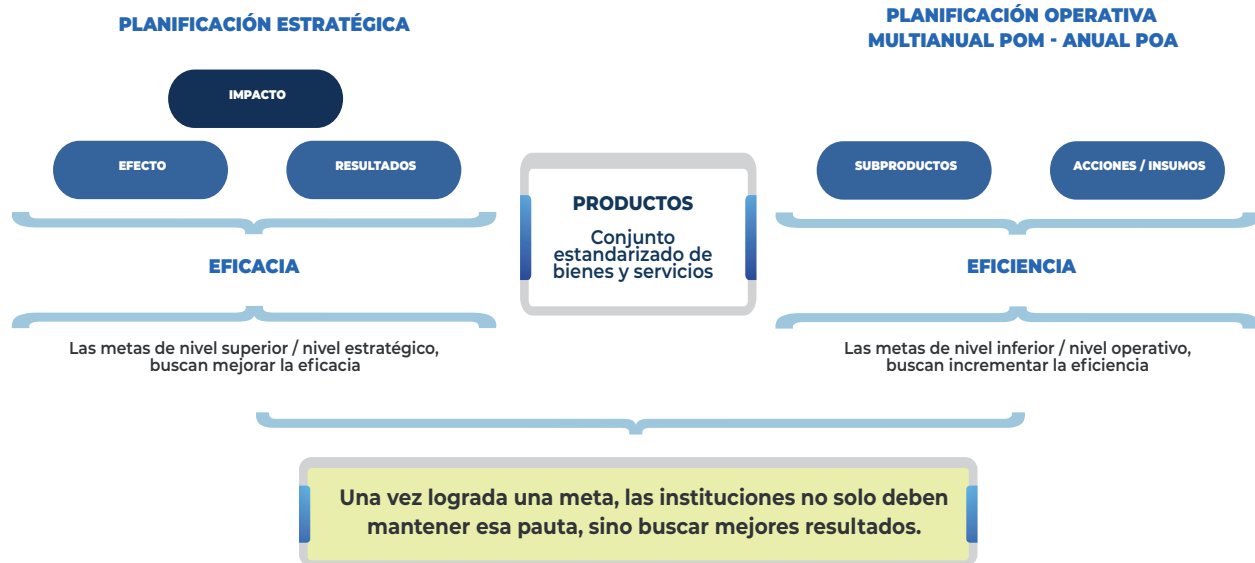 PLANIFICACIÓN ESTRATÉGICA
IMPACTO
EFECTO
RESULTADOS
EFICACIA
Las metas de nivel superior / nivel estratégico,
buscan mejorar la eficacia
PRODUCTOS
Conjunto
estandarizado de
bienes y servicios
PLANIFICACIÓN OPERATIVA
MULTIANUAL POM - ANUAL POA
SUBPRODUCTOS
ACCIONES / INSUMOS
EFICIENCIA
Las metas de nivel inferior / nivel operativo,
buscan incrementar la eficiencia
Una vez lograda una meta, las instituciones no solo deben
mantener esa pauta, sino buscar mejores resultados.